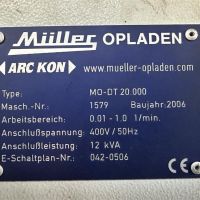 Müller OPLADEN
ARC KON www.mueller-opladen.com
Type: MO-DT 20.000
Masch.-Nr.: 1579 Baujahr: 2006
Arbeitsbereich: 0.01 - 1.0 1/min.
Anschlußspannung: 400V / 50Hz
Anschlußleistung: 12 kVA
E-Schaltplan-Nr.: 042-0506